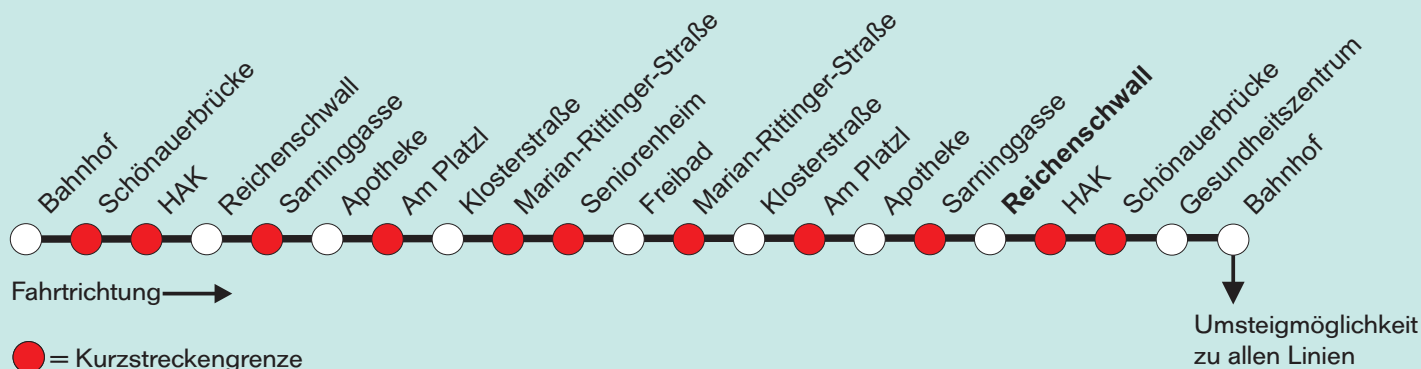 Bahnhof
Schönauerbrücke
HAK
Reichenschwall
Sarninggasse
Apotheke
Am Platzl
Klosterstraße
Marian-Rittinger-Straße
Seniorenheim
Freibad
Marian-Rittinger-Straße
Klosterstraße
Am Platzl
Apotheke
Sarninggasse
Reichenschwall
HAK
Schönauerbrücke
Gesundheitszentrum
Bahnhof
Fahrtrichtung
Umsteigmöglichkeit
zu allen Linien
= Kurzstreckengrenze